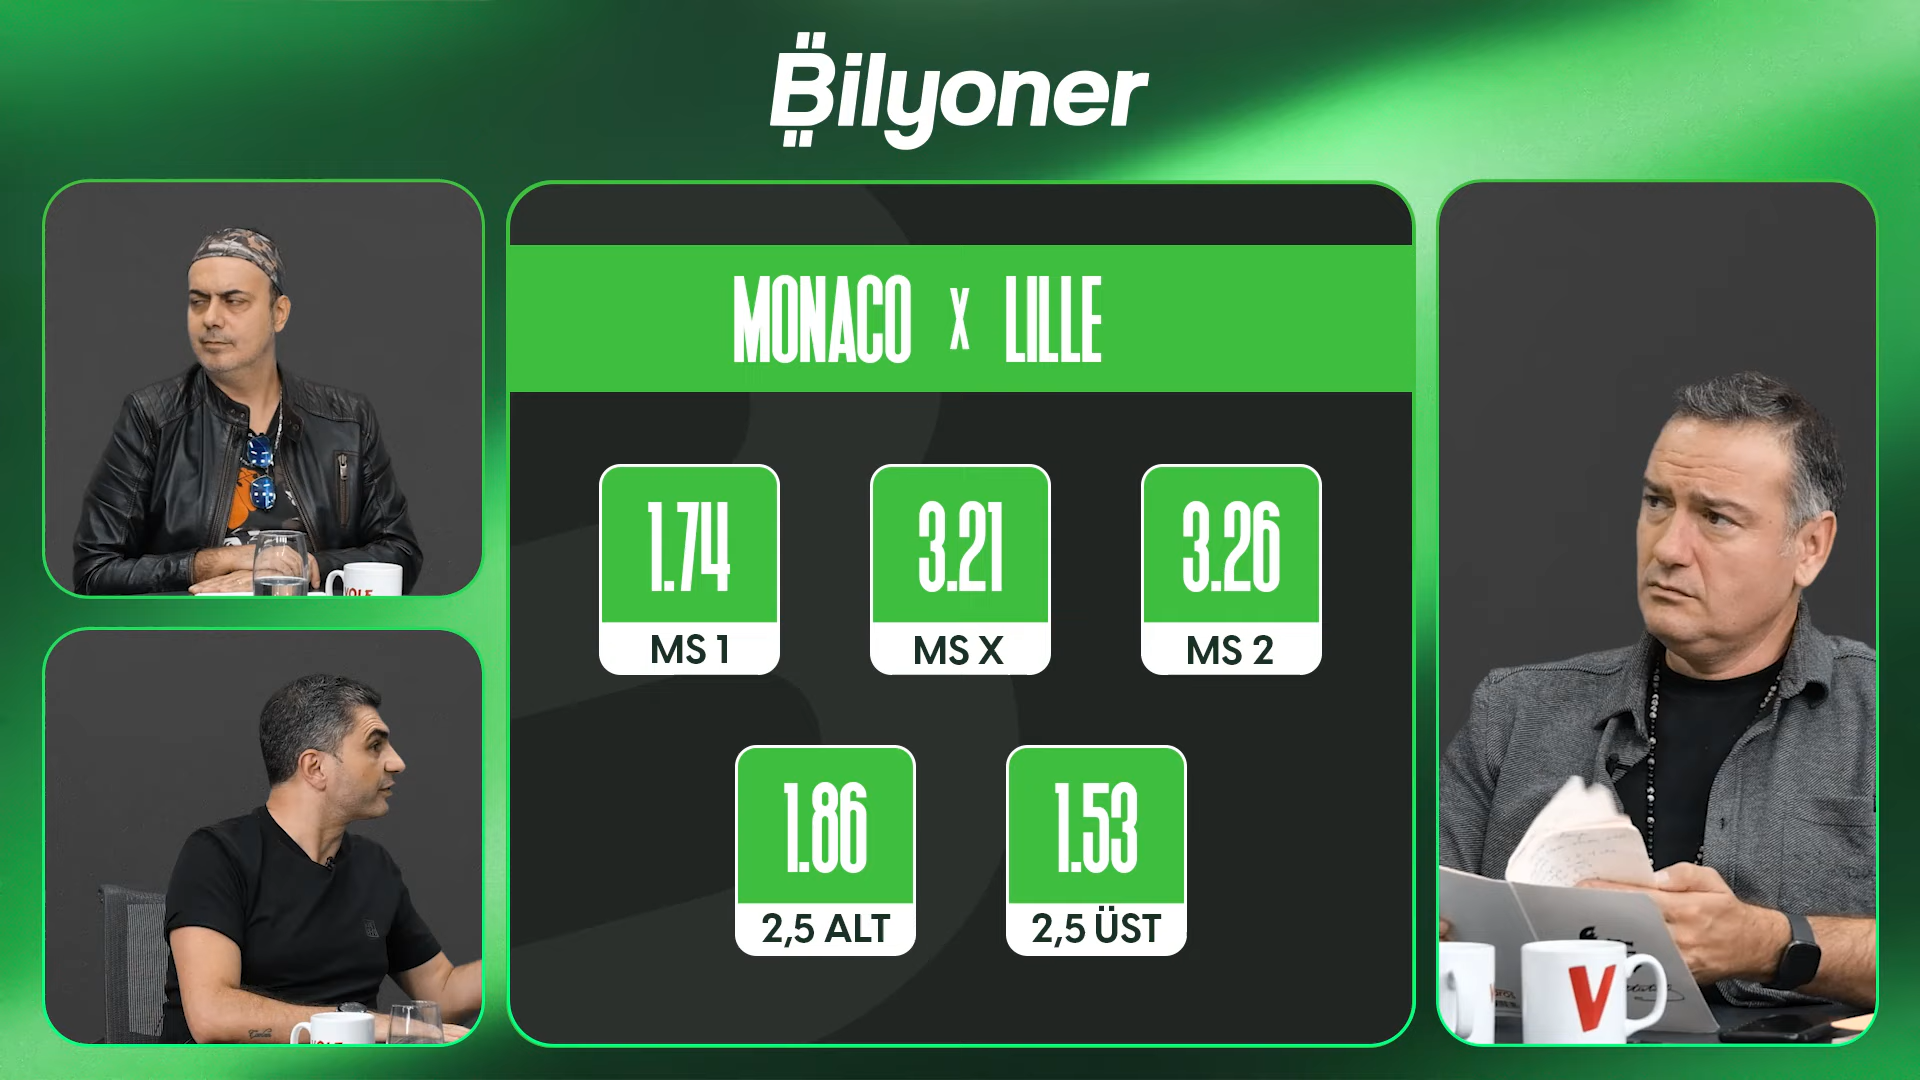 Bilyoner
MONACO X LILLE
1.74
MS 1
3.21
MS X
3.26
MS 2
1.86
2,5 ALT
1.53
2,5 ÜST
V